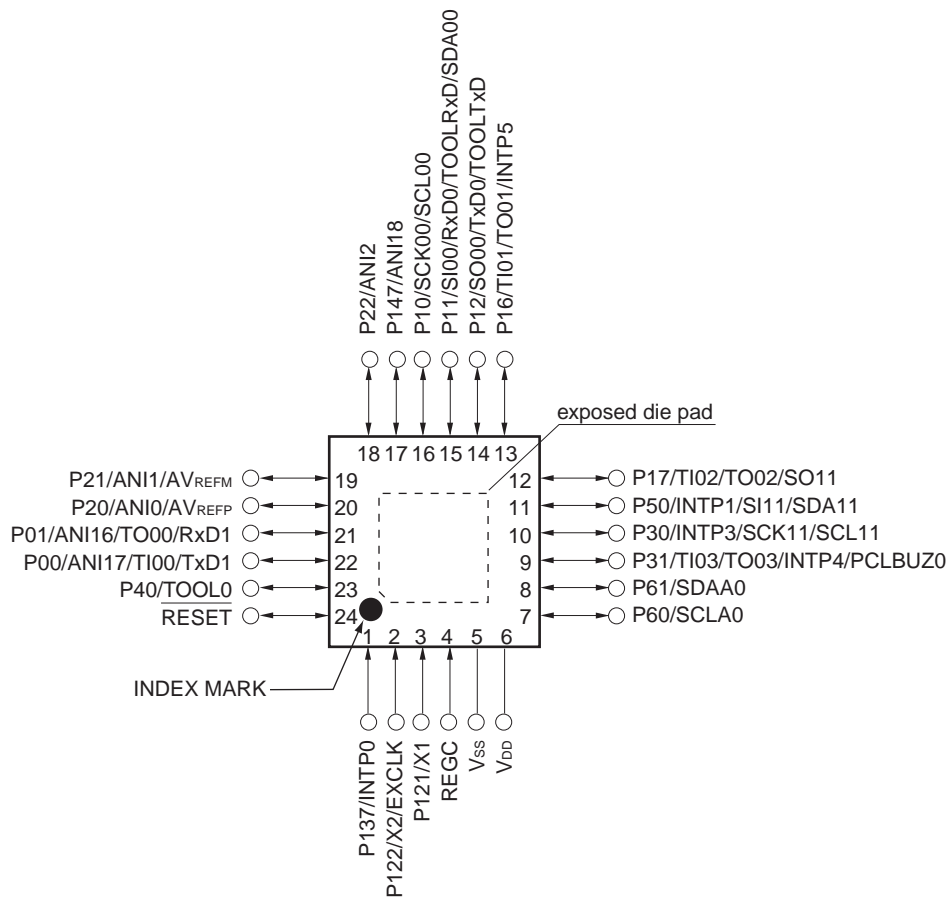 P22/ANI2
P147/ANI18
P10/SCK00/SCL00
P11/SI00/RxD0/TOOLRxD/SDA00
P12/SO00/TxD0/TOOLTxD
P16/TI01/TO01/INTP5
exposed die pad
18 17 16 15 14 13
P21/ANI1/AVREFM 19
P20/ANI0/AVREFP 20
P01/ANI16/TO00/RxD1 21
P00/ANI17/TI00/TxD1 22
P40/TOOL0 23
RESET 24
12 P17/TI02/TO02/SO11
11 P50/INTP1/SI11/SDA11
10 P30/INTP3/SCK11/SCL11
9 P31/TI03/TO03/INTP4/PCLBUZ0
8 P61/SDAA0
7 P60/SCLA0
1 2 3 4 5 6
INDEX MARK
P137/INTP0
P122/X2/EXCLK
P121/X1
REGC
VSS
VDD